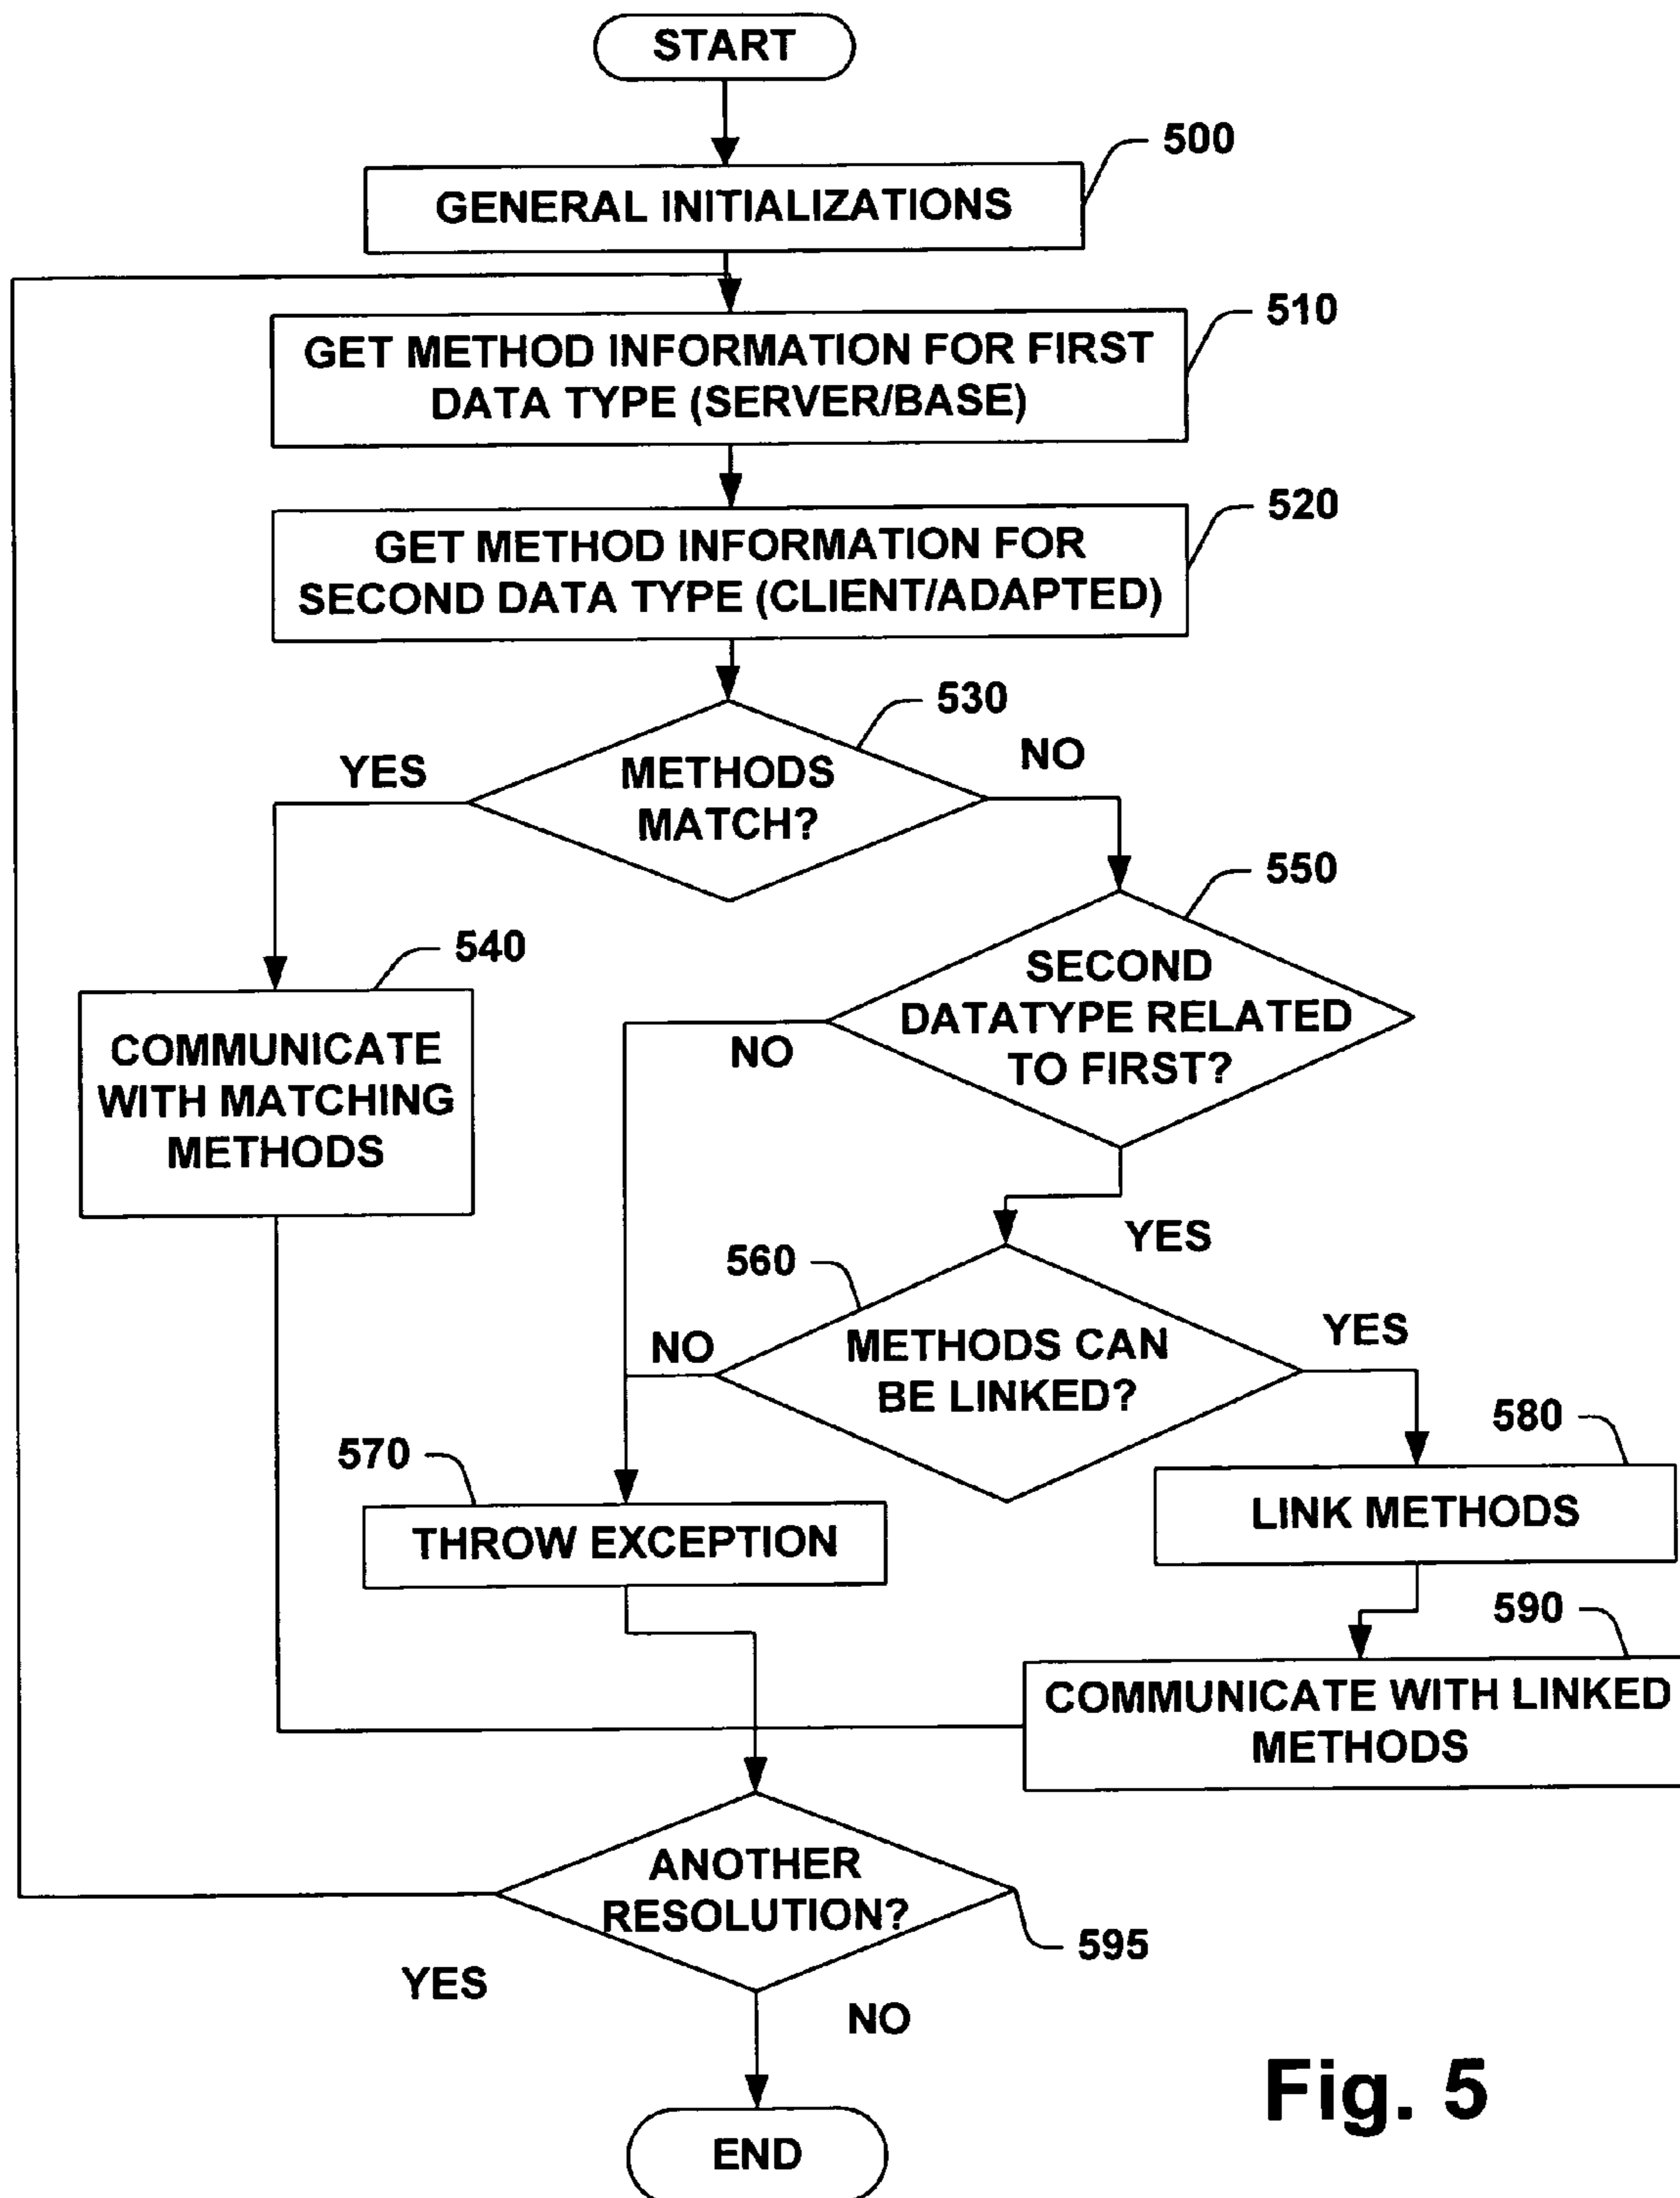 START
500
GENERAL INITIALIZATIONS
510
GET METHOD INFORMATION FOR FIRST
DATA TYPE (SERVER/BASE)
520
GET METHOD INFORMATION FOR
SECOND DATA TYPE (CLIENT/ADAPTED)
530
YES
NO
METHODS
MATCH?
550
540
SECOND
DATATYPE RELATED
TO FIRST?
NO
COMMUNICATE
WITH MATCHING
METHODS
YES
560
METHODS CAN
BE LINKED?
NO
YES
580
570
LINK METHODS
THROW EXCEPTION
590
COMMUNICATE WITH LINKED
METHODS
ANOTHER
RESOLUTION?
595
YES
NO
END
Fig. 5